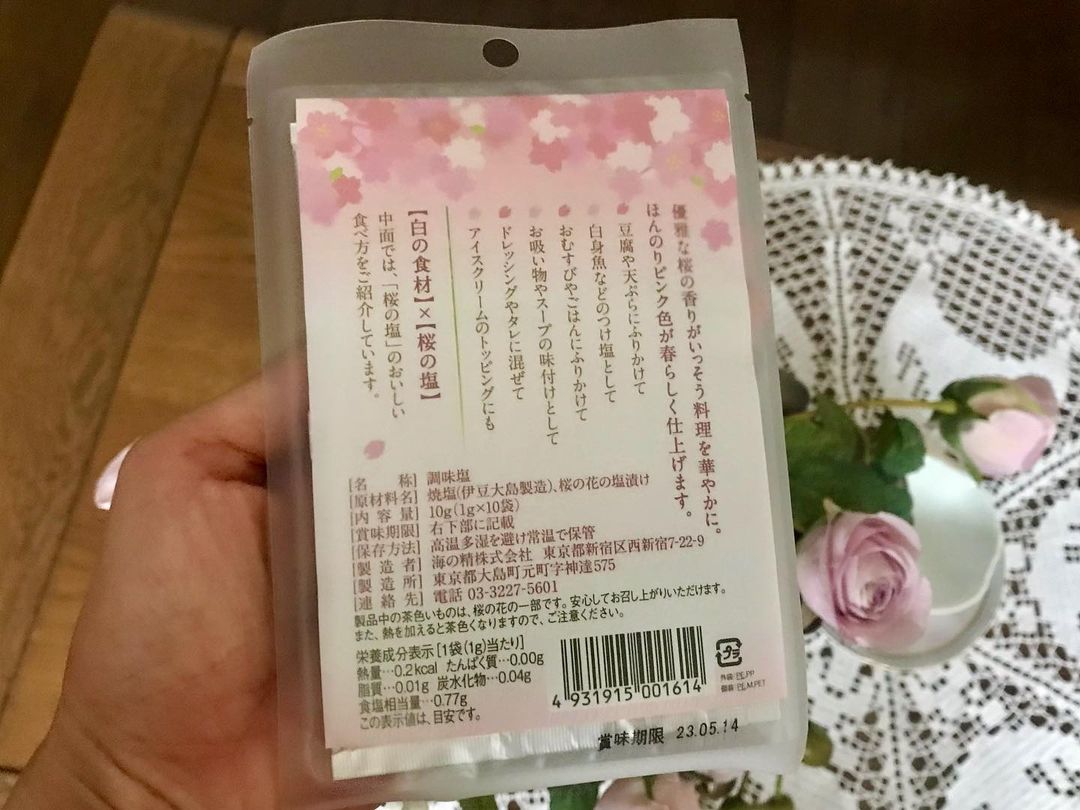 優雅な桜の香りがいっそう料理を華やかに。
ほんのりピンク色が春らしく仕上げます。
豆腐や天ぷらにふりかけて
白身魚などのつけ塩として
おむすびやごはんにふりかけて
お吸い物やスープの味付けとして
ドレッシングやタレに混ぜて
アイスクリームのトッピングにも
【白の食材】×【桜の塩】
中面では、「桜の塩」のおいしい
食べ方をご紹介しています。
[名 称] 調味塩
[原材料名] 焼塩(伊豆大島製造)、桜の花の塩漬け
[内 容 量] 10g(1g×10袋)
[賞味期限] 右下部に記載
[保存方法] 高温多湿を避け常温で保管
[製 造 者] 海の精株式会社 東京都新宿区西新宿7-22-9
[製 造 所] 東京都大島町元町字神達575
[連 絡 先] 電話 03-3227-5601
製品中の茶色いものは、桜の花の一部です。安心してお召し上がりいただけます。
また、熱を加えると茶色くなりますので、ご注意ください。
栄養成分表示 [1袋(1g)当たり]
熱量…0.2kcal たんぱく質…0.00g
脂質…0.01g 炭水化物…0.04g
食塩相当量…0.77g
この表示値は、目安です。
4 931915 001614
プラ
外装:PE,PP
個装:PE,M,PET
賞味期限 23.05.14